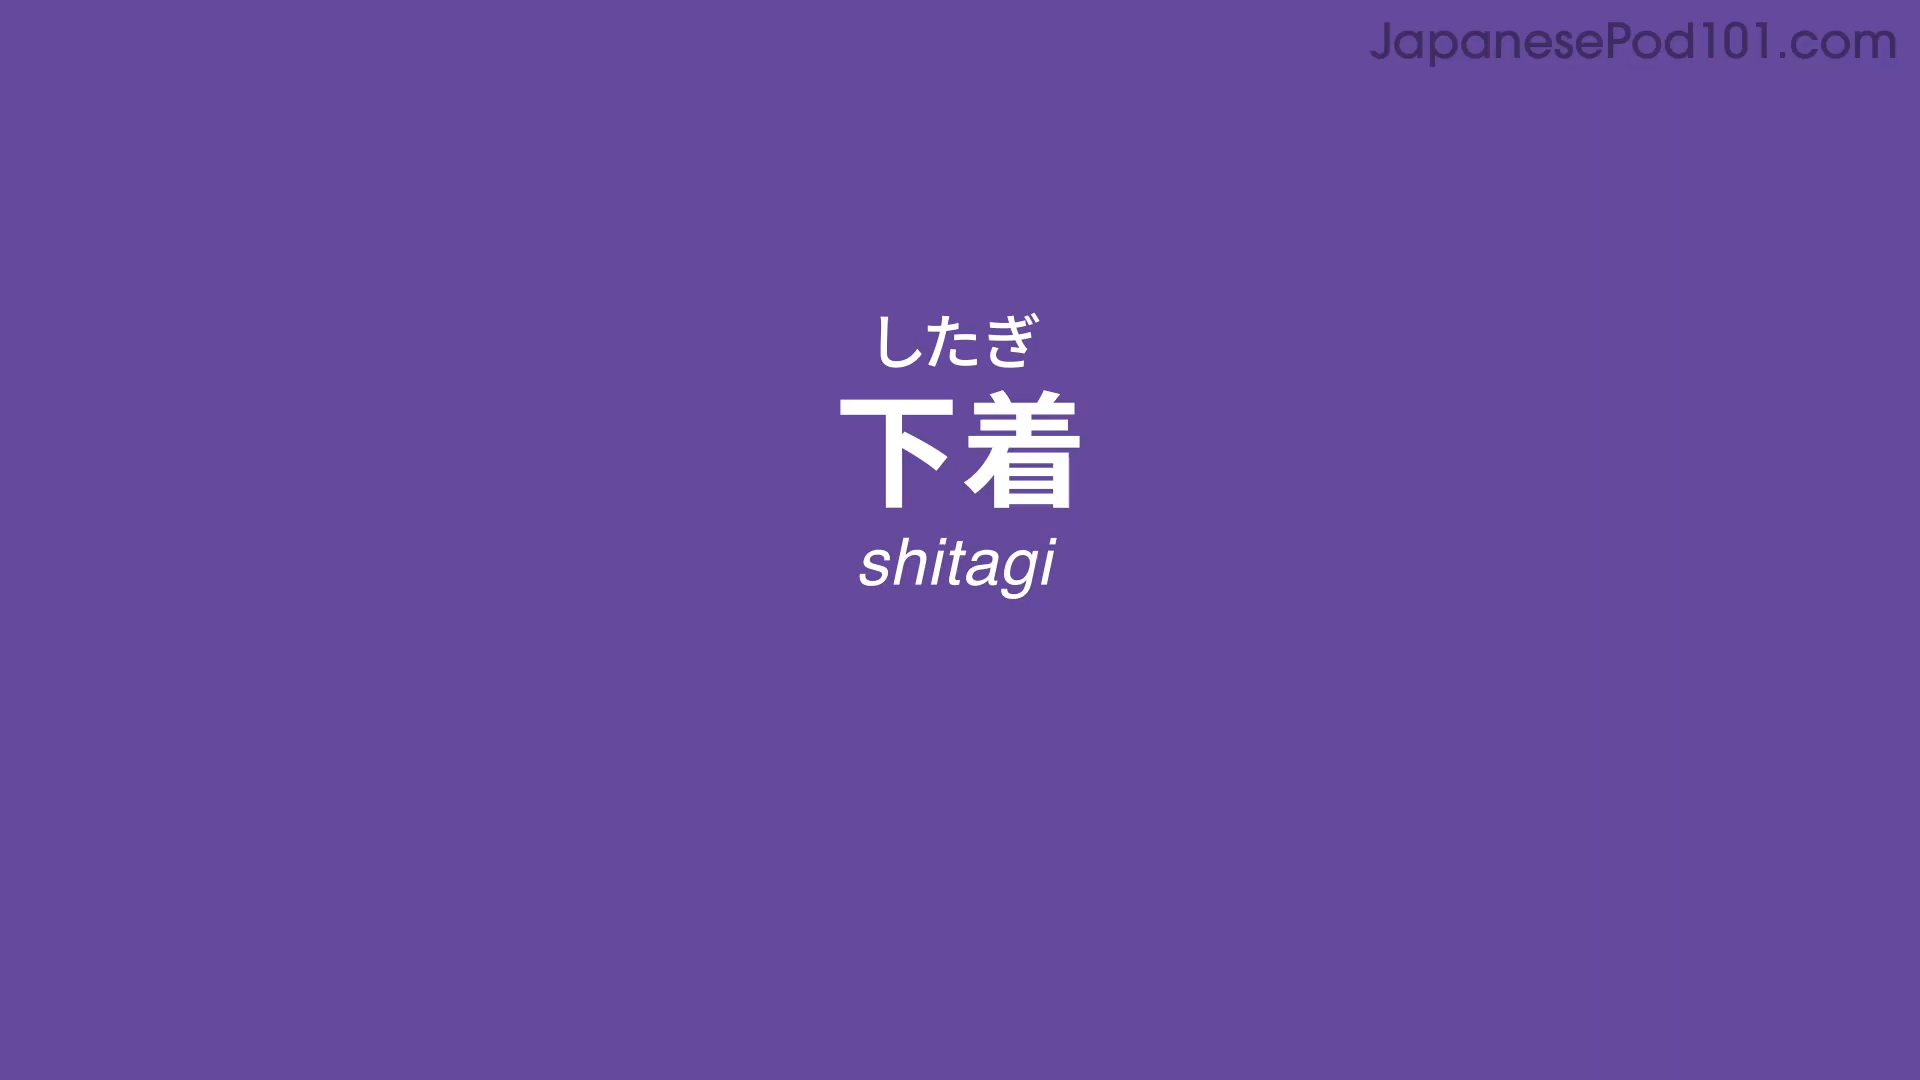 JapanesePod101.com
したぎ
下着
shitagi